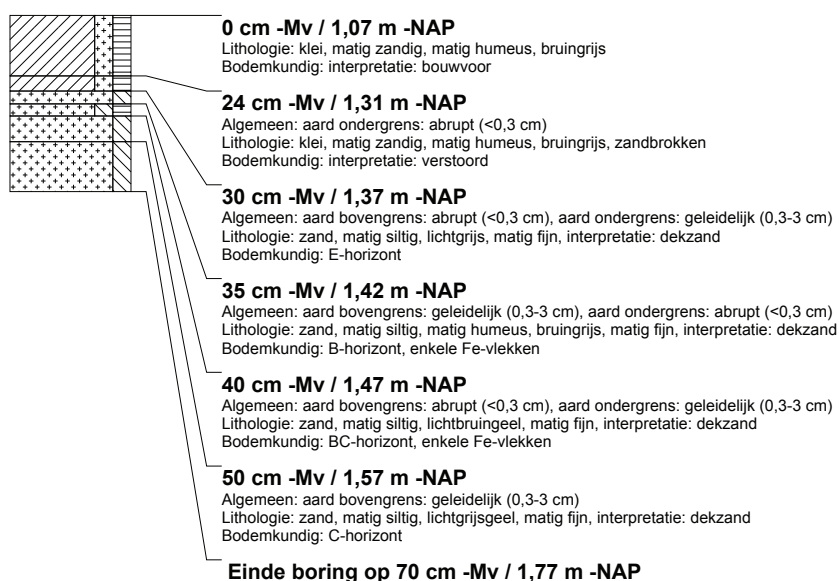 0 cm -Mv / 1,07 m -NAP
Lithologie: klei, matig zandig, matig humeus, bruingrijs
Bodemkundig: interpretatie: bouwvoor
24 cm -Mv / 1,31 m -NAP
Algemeen: aard ondergrens: abrupt (<0,3 cm)
Lithologie: klei, matig zandig, matig humeus, bruingrijs, zandbrokken
Bodemkundig: interpretatie: verstoord
30 cm -Mv / 1,37 m -NAP
Algemeen: aard bovengrens: abrupt (<0,3 cm), aard ondergrens: geleidelijk (0,3-3 cm)
Lithologie: zand, matig siltig, lichtgrijs, matig fijn, interpretatie: dekzand
Bodemkundig: E-horizont
35 cm -Mv / 1,42 m -NAP
Algemeen: aard bovengrens: geleidelijk (0,3-3 cm), aard ondergrens: abrupt (<0,3 cm)
Lithologie: zand, matig siltig, matig humeus, bruingrijs, matig fijn, interpretatie: dekzand
Bodemkundig: B-horizont, enkele Fe-vlekken
40 cm -Mv / 1,47 m -NAP
Algemeen: aard bovengrens: abrupt (<0,3 cm), aard ondergrens: geleidelijk (0,3-3 cm)
Lithologie: zand, matig siltig, lichtbruingeel, matig fijn, interpretatie: dekzand
Bodemkundig: BC-horizont, enkele Fe-vlekken
50 cm -Mv / 1,57 m -NAP
Algemeen: aard bovengrens: geleidelijk (0,3-3 cm)
Lithologie: zand, matig siltig, lichtgrijsgeel, matig fijn, interpretatie: dekzand
Bodemkundig: C-horizont
Einde boring op 70 cm -Mv / 1,77 m -NAP